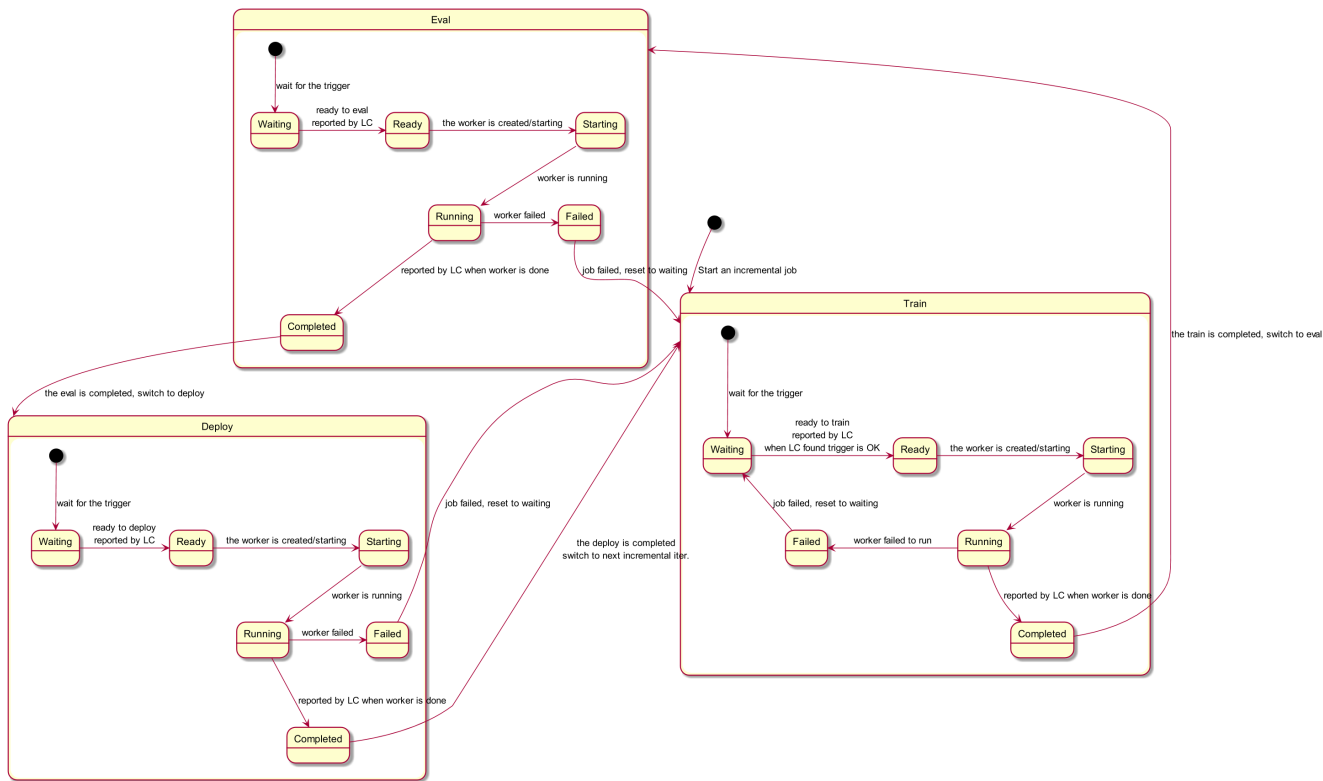 Eval
wait for the trigger
Waiting
ready to eval
reported by LC
Ready
the worker is created/starting
Starting
worker is running
Running
worker failed
Failed
reported by LC when worker is done
job failed, reset to waiting
Completed
the eval is completed, switch to deploy
Start an incremental job
Train
wait for the trigger
Waiting
ready to train
reported by LC
when LC found trigger is OK
Ready
the worker is created/starting
Starting
worker is running
job failed, reset to waiting
Failed
worker failed to run
Running
reported by LC when worker is done
Completed
the train is completed, switch to eval
Deploy
wait for the trigger
Waiting
ready to deploy
reported by LC
Ready
the worker is created/starting
Starting
worker is running
Running
worker failed
Failed
job failed, reset to waiting
reported by LC when worker is done
Completed
the deploy is completed
switch to next incremental iter.